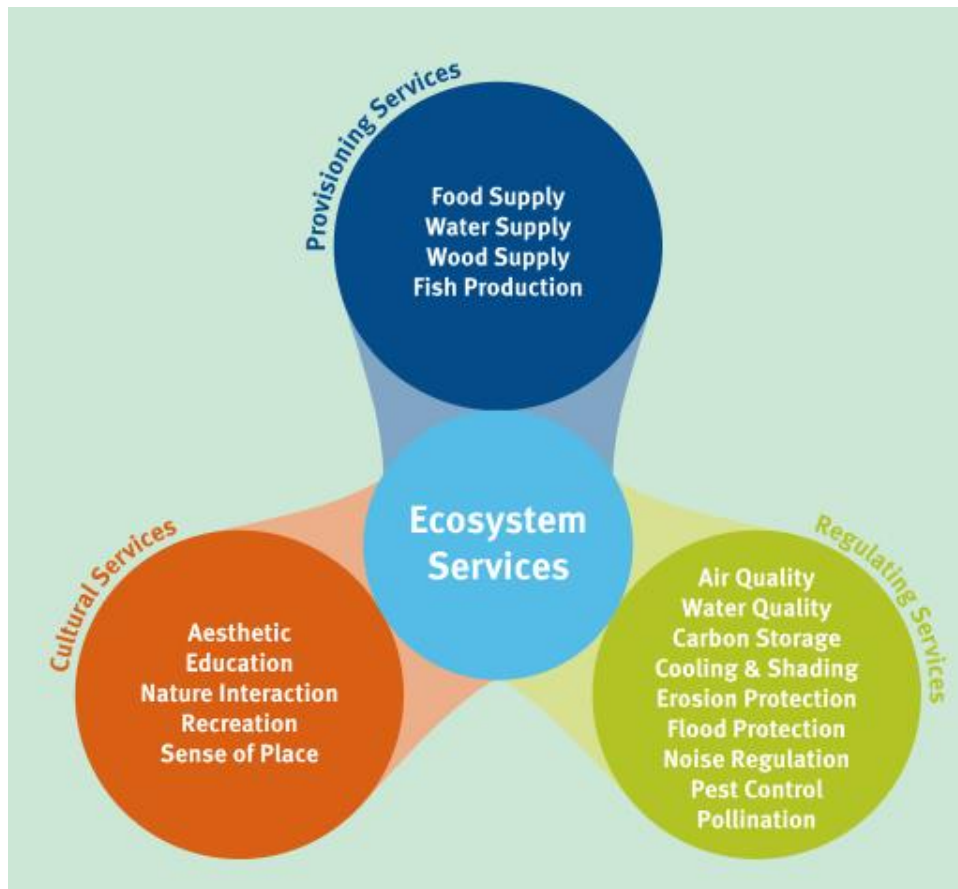 Provisioning Services
Food Supply
Water Supply
Wood Supply
Fish Production
Ecosystem
Services
Cultural Services
Aesthetic
Education
Nature Interaction
Recreation
Sense of Place
Regulating Services
Air Quality
Water Quality
Carbon Storage
Cooling & Shading
Erosion Protection
Flood Protection
Noise Regulation
Pest Control
Pollination